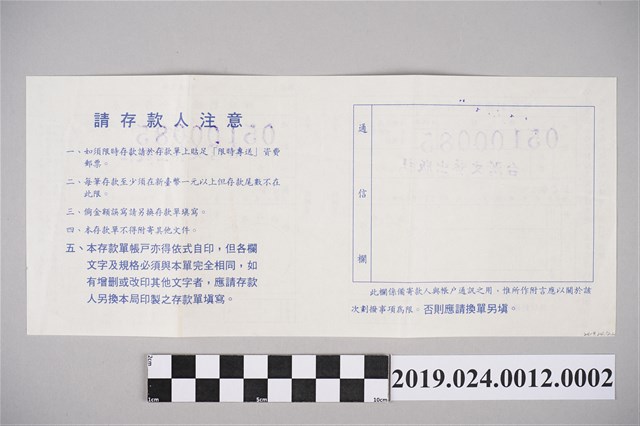 請存款人注意
一、如須限時存款請於存款單上貼足「限時專送」資費
郵票。
二、每筆存款至少須在新臺幣一元以上但存款尾數不在
此限。
三、倘金額誤寫請另換存款單填寫。
四、本存款單不得附寄其他文件。
五、本存款單帳戶亦得依式自印，但各欄
文字及規格必須與本單完全相同，如
有增刪或改印其他文字者，應請存款
人另換本局印製之存款單填寫。
通信欄
此欄係備寄款人與帳戶通訊之用，惟所作附言應以關於該
次劃撥事項為限。否則應請換單另填。
2cm
1cm
5cm
10cm
2019.024.0012.0002